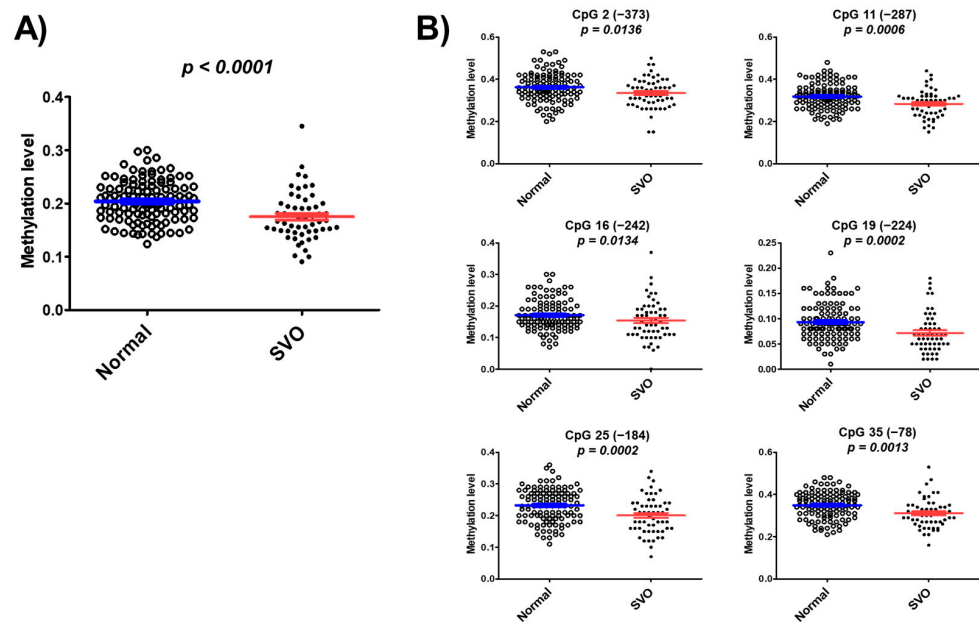 A)
p < 0.0001
Methylation level
0.4
0.3
0.2
0.1
0.0
Normal
SVO
B)
CpG 2 (−373)
p = 0.0136
Methylation level
0.6
0.4
0.2
0.0
Normal
SVO
CpG 11 (−287)
p = 0.0006
Methylation level
0.6
0.4
0.2
0.0
Normal
SVO
CpG 16 (−242)
p = 0.0134
Methylation level
0.4
0.3
0.2
0.1
0.0
Normal
SVO
CpG 19 (−224)
p = 0.0002
Methylation level
0.25
0.20
0.15
0.10
0.05
0.00
Normal
SVO
CpG 25 (−184)
p = 0.0002
Methylation level
0.4
0.3
0.2
0.1
0.0
Normal
SVO
CpG 35 (−78)
p = 0.0013
Methylation level
0.6
0.4
0.2
0.0
Normal
SVO